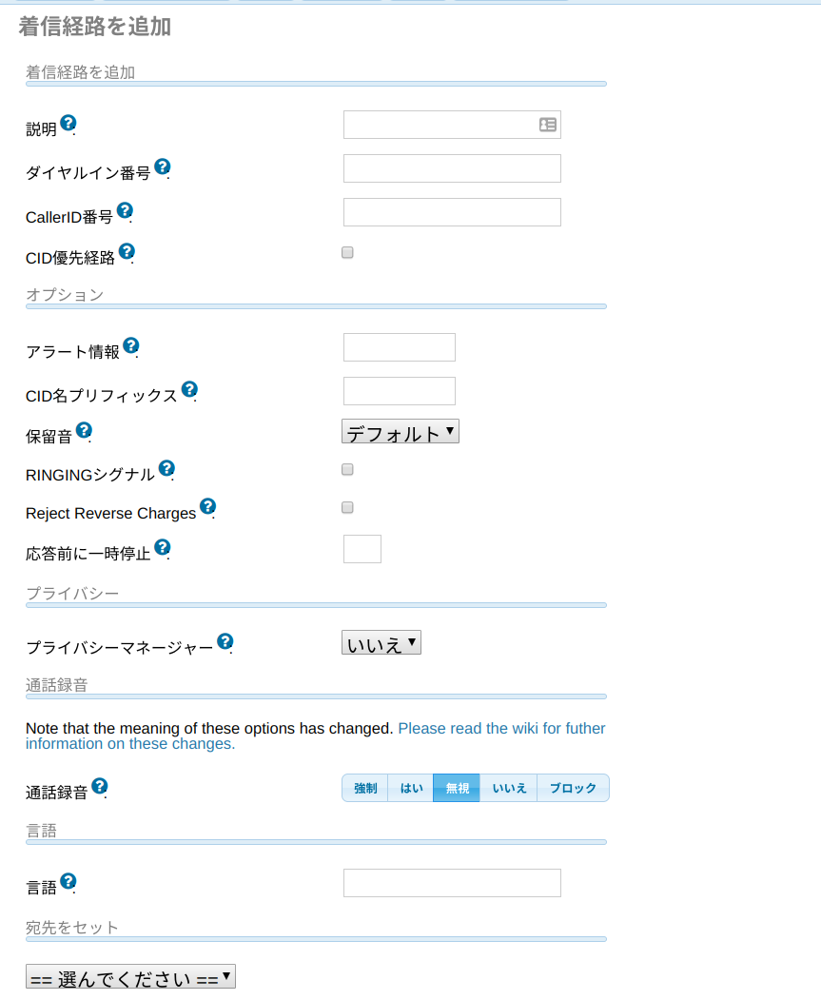 着信経路を追加
着信経路を追加
説明?:
ダイヤルイン番号?:
CallerID番号?:
CID優先経路?:
オプション
アラート情報?:
CID名プリフィックス?:
保留音?: デフォルト▼
RINGINGシグナル?:
Reject Reverse Charges?:
応答前に一時停止?:
プライバシー
プライバシーマネージャー?: いいえ▼
通話録音
Note that the meaning of these options has changed. Please read the wiki for futher
information on these changes.
通話録音?: 強制 はい 無視 いいえ ブロック
言語
言語?:
宛先をセット
== 選んでください ==▼